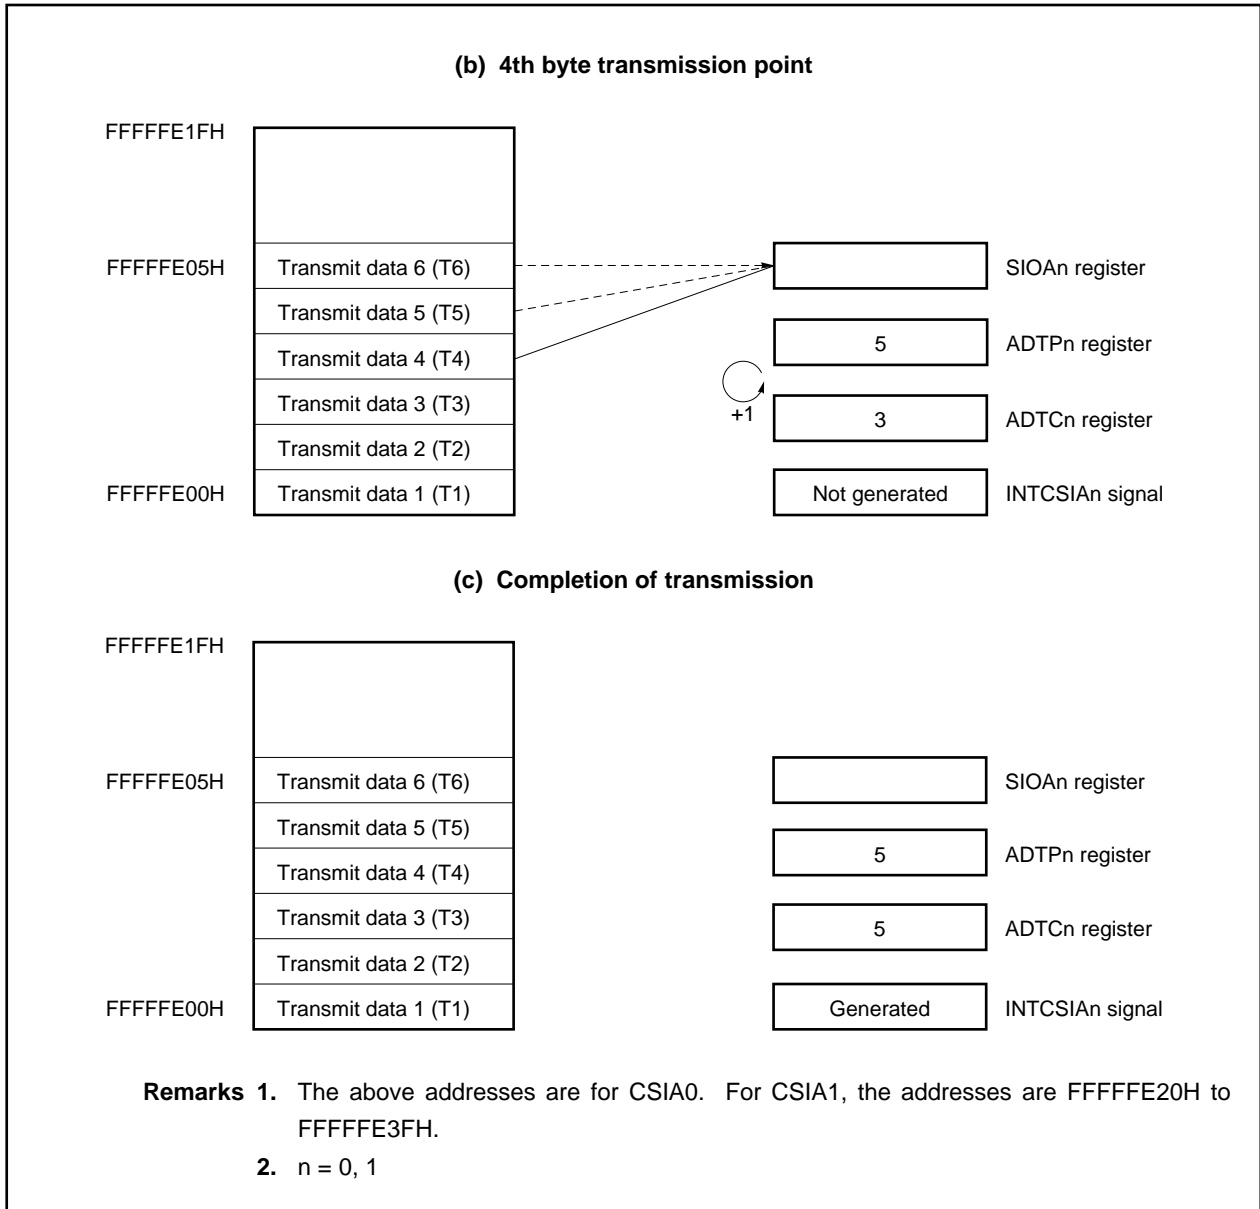 (b) 4th byte transmission point
FFFFFE1FH
FFFFFE05H
Transmit data 6 (T6)
SIOAn register
Transmit data 5 (T5)
5
ADTPn register
Transmit data 4 (T4)
Transmit data 3 (T3)
+1
3
ADTCn register
Transmit data 2 (T2)
FFFFFE00H
Transmit data 1 (T1)
Not generated
INTCSIAn signal
(c) Completion of transmission
FFFFFE1FH
FFFFFE05H
Transmit data 6 (T6)
SIOAn register
Transmit data 5 (T5)
5
ADTPn register
Transmit data 4 (T4)
Transmit data 3 (T3)
5
ADTCn register
Transmit data 2 (T2)
FFFFFE00H
Transmit data 1 (T1)
Generated
INTCSIAn signal
Remarks 1. The above addresses are for CSIA0. For CSIA1, the addresses are FFFFFE20H to
FFFFFE3FH.
2. n = 0, 1